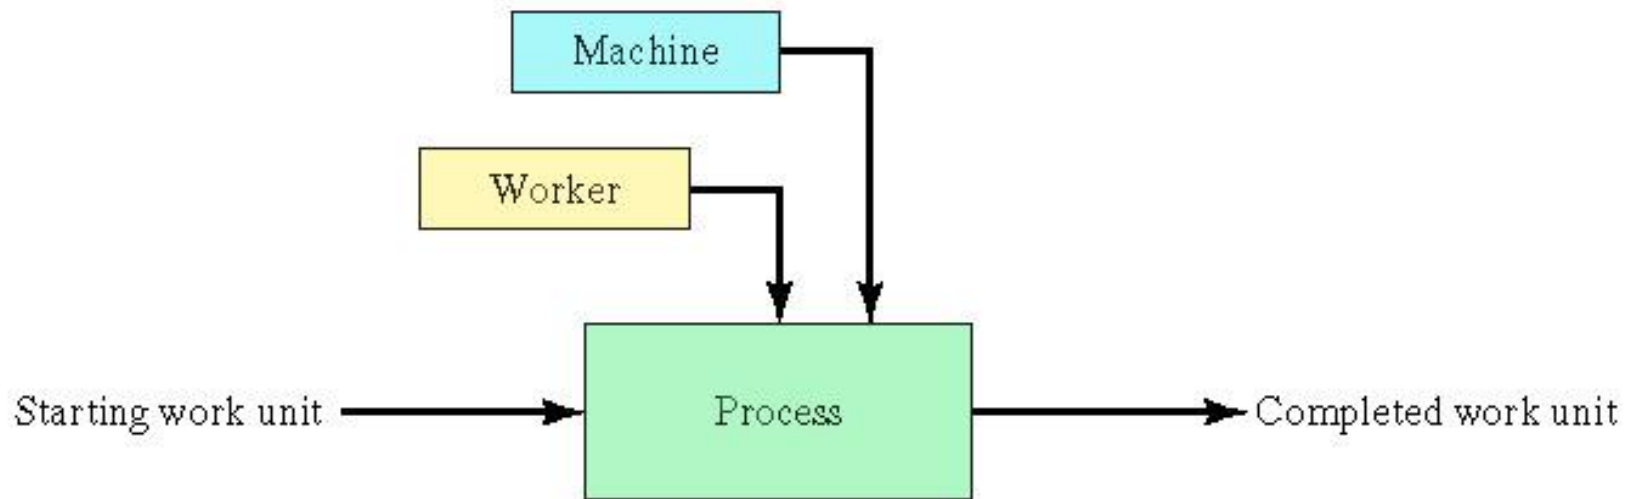 Machine
Worker
Starting work unit
Process
Completed work unit